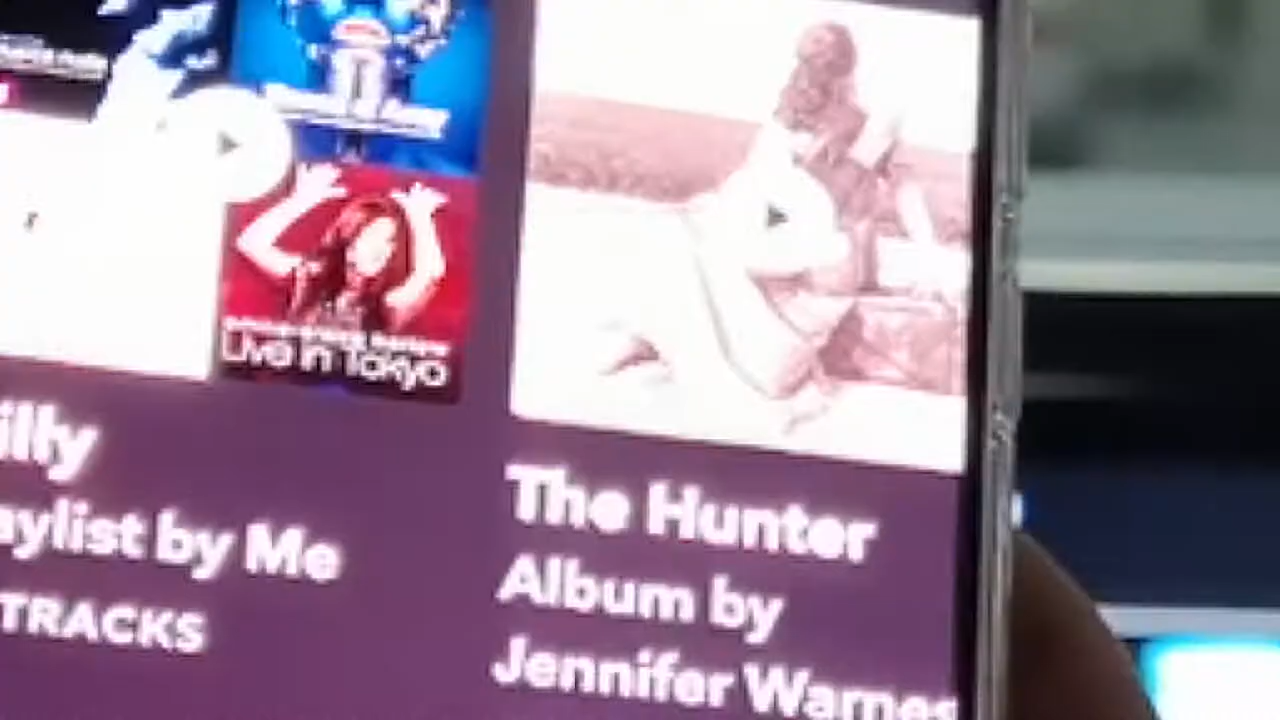 Live in Tokyo
illy
aylist by Me
TRACKS
The Hunter
Album by
Jennifer Warnes